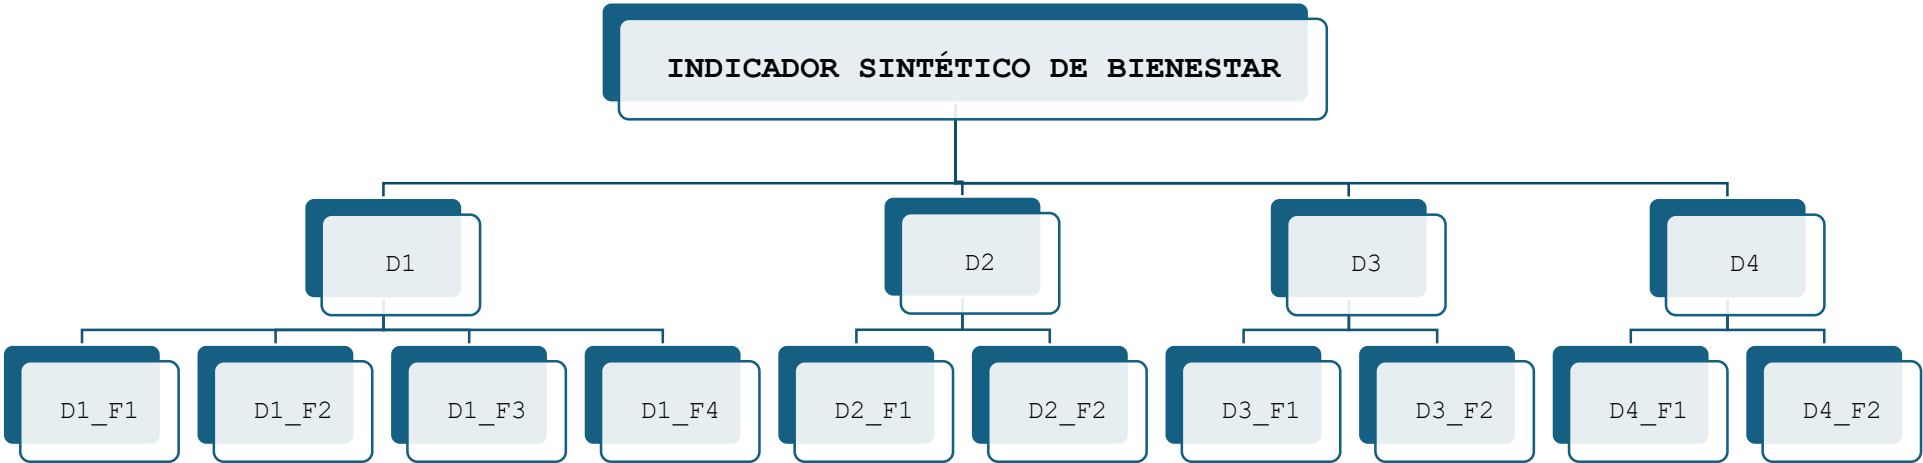 INDICADOR SINTÉTICO DE BIENESTAR
D1
D2
D3
D4
D1_F1
D1_F2
D1_F3
D1_F4
D2_F1
D2_F2
D3_F1
D3_F2
D4_F1
D4_F2